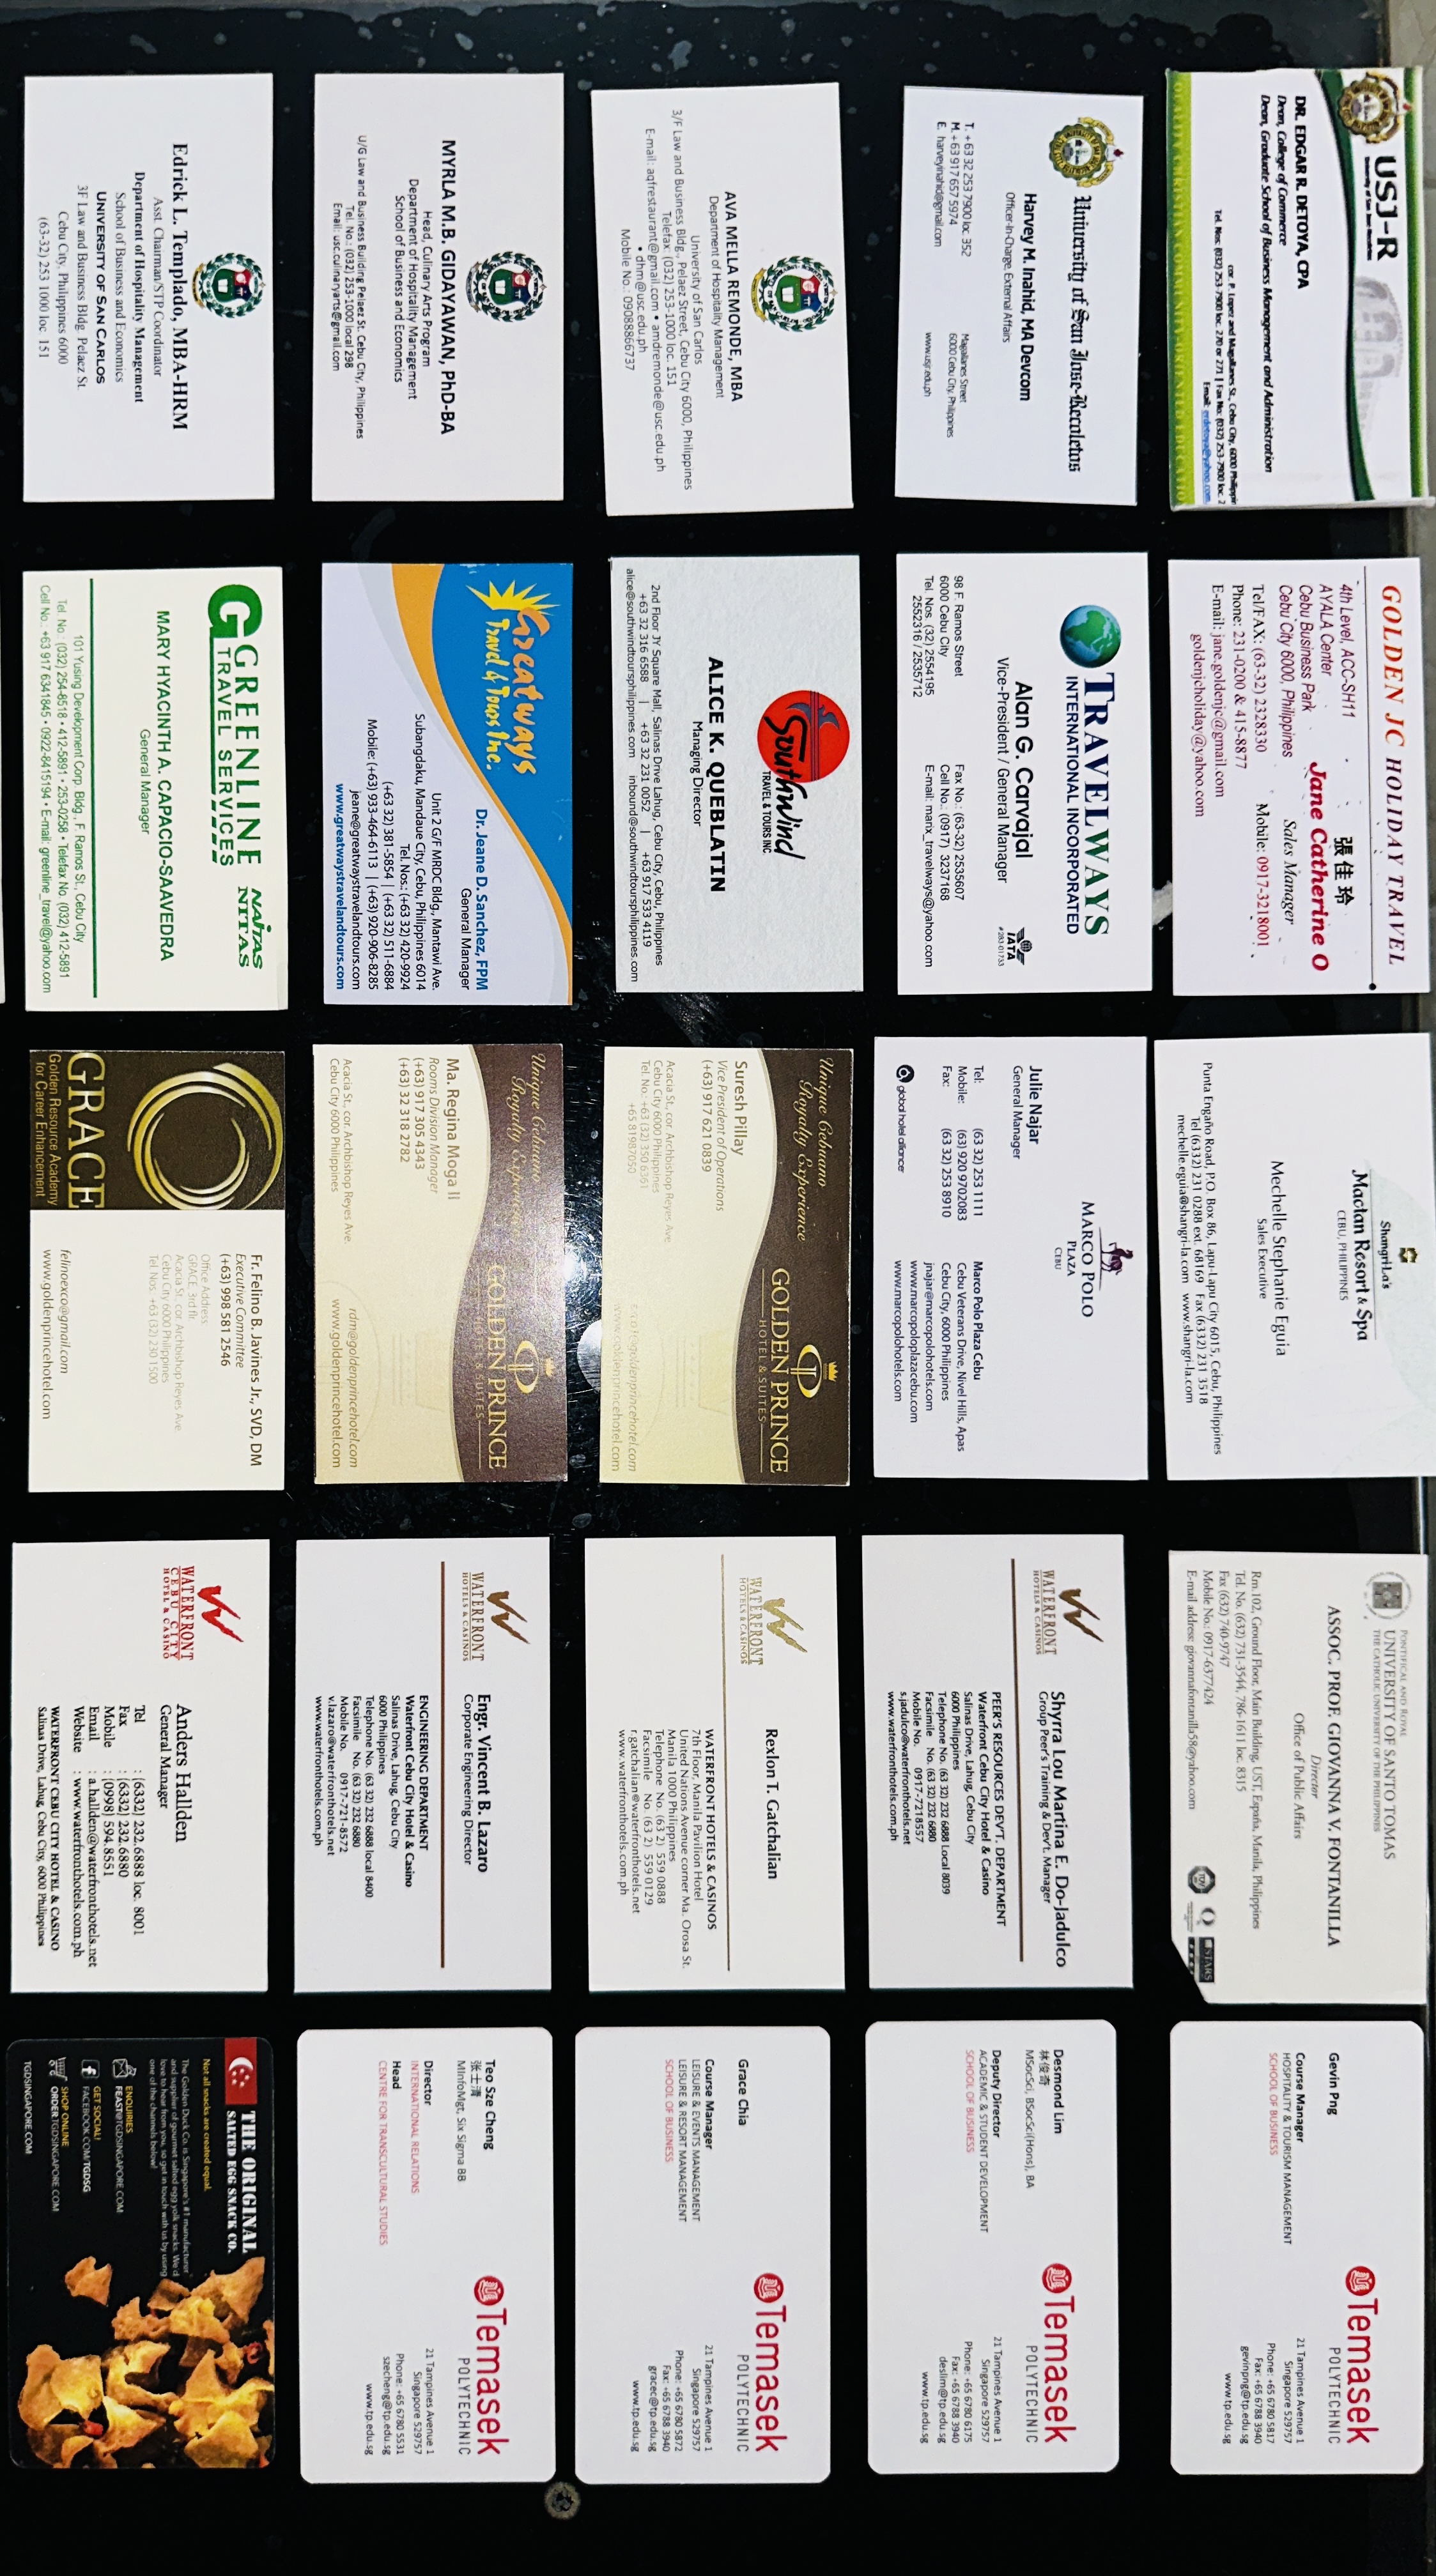 USJ-R
University of San Jose-Recoletos
cor. P. Lopez and Magallanes St., Cebu City, 6000 Philippin
Tel. Nos: (032) 253-7900 loc. 270 or 271 | Fax No: (032) 253-7900 loc. 2
Email: erdetoya@yahoo.com
DR. EDGAR R. DETOYA, CPA
Dean, College of Commerce
Dean, Graduate School of Business Management and Administration
QUALITY CHRISTIAN COMMUNITY-ORIENTED EDUCATIO
GOLDEN JC HOLIDAY TRAVEL
4th Level, ACC-SH11
AYALA Center
Cebu Business Park
Cebu City 6000, Philippines
張佳玲
Jane Catherine O
Sales Manager
Tel/FAX: (63-32) 2328330
Mobile: 0917-3218001
Phone: 231-0200 & 415-8877
E-mail: jane.goldenjc@gmail.com
goldenjcholiday@yahoo.com
Shangri-La's
Mactan Resort & Spa
CEBU, PHILIPPINES
Mechelle Stephanie Eguia
Sales Executive
Punta Engaño Road, P.O. Box 86, Lapu-Lapu City 6015, Cebu, Philippines
Tel (6332) 231 0288 ext. 68169 Fax (6332) 231 3518
mechelle.eguia@shangri-la.com www.shangri-la.com
PONTIFICAL AND ROYAL
UNIVERSITY OF SANTO TOMAS
THE CATHOLIC UNIVERSITY OF THE PHILIPPINES
ASSOC. PROF. GIOVANNA V. FONTANILLA
Director
Office of Public Affairs
Rm. 102, Ground Floor, Main Building, UST, España, Manila, Philippines
Tel. No. (632) 731-3544, 786-1611 loc. 8315
Fax (632) 740-9747
Mobile No.: 0917-6377424
E-mail address: giovannafontanilla58@yahoo.com
STARS
Temasek
POLYTECHNIC
Gevin Png
Course Manager
HOSPITALITY & TOURISM MANAGEMENT
SCHOOL OF BUSINESS
21 Tampines Avenue 1
Singapore 529757
Phone: +65 6780 5817
Fax: +65 6788 3940
gevinpng@tp.edu.sg
www.tp.edu.sg
University of San Jose-Recoletos
Harvey M. Inahid, MA Devcom
Officer-In-Charge, External Affairs
T. +63 32 253 7900 loc. 352
M. +63 917 657 5974
E. harveyinahid@gmail.com
Magallanes Street
6000 Cebu City, Philippines
www.usjr.edu.ph
TRAVELWAYS
INTERNATIONAL INCORPORATED
Alan G. Carvajal
Vice-President / General Manager
IATA
98 F. Ramos Street
6000 Cebu City
Tel. Nos. (32) 2554195
2552316 / 2535712
Fax No.: (63-32) 2535607
Cell No.: (0917) 3237168
E-mail: marix_travelways@yahoo.com
MARCO POLO
PLAZA
CEBU
Julie Najar
General Manager
Tel: (63 32) 253 1111
Mobile: (63) 920 9702083
Fax: (63 32) 253 8910
Marco Polo Plaza Cebu
Cebu Veterans Drive, Nivel Hills, Apas
Cebu City, 6000 Philippines
jnajar@marcopolohotels.com
www.marcopoloplazacebu.com
www.marcopolohotels.com
global hotel alliance
WATERFRONT
HOTELS & CASINOS
Shyrra Lou Martina E. Do-Jadulco
Group Peer's Training & Dev't. Manager
PEER'S RESOURCES DEV'T. DEPARTMENT
Waterfront Cebu City Hotel & Casino
Salinas Drive, Lahug, Cebu City
6000 Philippines
Telephone No. (63 32) 232 6888 Local 8039
Facsimile No. (63 32) 232 6880
Mobile No. 0917-7218557
s.jadulco@waterfronthotels.net
www.waterfronthotels.com.ph
Temasek
POLYTECHNIC
Desmond Lim
林俊奇
MSocSci, BSocSci(Hons), BA
Deputy Director
ACADEMIC & STUDENT DEVELOPMENT
SCHOOL OF BUSINESS
21 Tampines Avenue 1
Singapore 529757
Phone: +65 6780 6175
Fax: +65 6788 3940
deslim@tp.edu.sg
www.tp.edu.sg
AVA MELLA REMONDE, MBA
Department of Hospitality Management
University of San Carlos
3/F Law and Business Bldg., Pelaez Street, Cebu City 6000, Philippines
Telefax (032) 253-1000 loc. 151
E-mail: aqfrestaurant@gmail.com • amdremonde@usc.edu.ph
• dhm@usc.edu.ph
Mobile No.: 09088866737
Southwind
TRAVEL & TOURS INC
ALICE K. QUEBLATIN
Managing Director
2nd Floor JY Square Mall, Salinas Drive Lahug, Cebu City, Cebu, Philippines
+63 32 316 6588 | +63 32 231 0052 | +63 917 533 4119
alice@southwindtoursphilippines.com inbound@southwindtoursphilippines.com
Unique Cebuano
Royalty Experience
GOLDEN PRINCE
HOTEL & SUITES
Suresh Pillay
Vice President of Operations
(+63) 917 621 0839
Acacia St., cor. Archbishop Reyes Ave.
Cebu City 6000 Philippines
Tel. No.: +63 (32) 350 6361
+65 81987050
www.goldenprincehotel.com
WATERFRONT
HOTELS & CASINOS
Rexlon T. Gatchalian
WATERFRONT HOTELS & CASINOS
7th Floor, Manila Pavilion Hotel
United Nations Avenue corner Ma. Orosa St.
Manila 1000 Philippines
Telephone No. (63 2) 559 0888
Facsimile No. (63 2) 559 0129
r.gatchalian@waterfronthotels.net
www.waterfronthotels.com.ph
Temasek
POLYTECHNIC
Grace Chia
Course Manager
LEISURE & EVENTS MANAGEMENT
LEISURE & RESORT MANAGEMENT
SCHOOL OF BUSINESS
21 Tampines Avenue 1
Singapore 529757
Phone: +65 6780 5872
Fax: +65 6788 3940
gracec@tp.edu.sg
www.tp.edu.sg
MYRLA M.B. GIDAYAWAN, PhD-BA
Head, Culinary Arts Program
Department of Hospitality Management
School of Business and Economics
U/G Law and Business Building Pelaez St. Cebu City, Philippines
Tel. No.: (032) 253-1000 local 298
Email: usc.culinaryarts@gmail.com
Greatways
Travel & Tours Inc.
Dr. Jeane D. Sanchez, FPM
General Manager
Unit 2 G/F MRDC Bldg., Mantawi Ave.
Subangdaku, Mandaue City, Cebu, Philippines 6014
Tel. Nos.: (+63 32) 420-9924
(+63 32) 381-5854 | (+63 32) 511-6884
Mobile: (+63) 933-464-6113 | (+63) 920-906-8285
jeane@greatwaystravelandtours.com
www.greatwaystravelandtours.com
Unique Cebuano
Royalty Experience
GOLDEN PRINCE
HOTEL & SUITES
Ma. Regina Moga II
Rooms Division Manager
(+63) 917 305 4343
(+63) 32 318 2782
Acacia St. cor. Archbishop Reyes Ave.
Cebu City 6000 Philippines
rdm@goldenprincehotel.com
www.goldenprincehotel.com
WATERFRONT
HOTELS & CASINOS
Engr. Vincent B. Lazaro
Corporate Engineering Director
ENGINEERING DEPARTMENT
Waterfront Cebu City Hotel & Casino
Salinas Drive, Lahug, Cebu City
6000 Philippines
Telephone No. (63 32) 232 6888 local 8400
Facsimile No. (63 32) 232 6880
Mobile No. 0917-721-8572
v.lazaro@waterfronthotels.net
www.waterfronthotels.com.ph
Temasek
POLYTECHNIC
Teo Sze Cheng
张士清
MInfoMgt, Six Sigma BB
Director
INTERNATIONAL RELATIONS
Head
CENTRE FOR TRANSCULTURAL STUDIES
21 Tampines Avenue 1
Singapore 529757
Phone: +65 6780 5531
szecheng@tp.edu.sg
www.tp.edu.sg
Edrick L. Templado, MBA-HRM
Asst. Chairman/STP Coordinator
Department of Hospitality Management
School of Business and Economics
UNIVERSITY OF SAN CARLOS
3F Law and Business Bldg. Pelaez St.
Cebu City, Philippines 6000
(63-32) 253 1000 loc. 151
GREENLINE
TRAVEL SERVICES
NAITAS
NITAS
MARY HYACINTH A. CAPACIO-SAAVEDRA
General Manager
101 Yusing Development Corp. Bldg., F. Ramos St., Cebu City
Tel. No.: (032) 254-8518 • 412-5891 • 253-0258 • Telefax No. (032) 412-5891
Cell No.: +63 917 6341845 • 0922-8415194 • E-mail: greenline_travel@yahoo.com
GRACE
Golden Resource Academy
for Career Enhancement
Fr. Felino B. Javines Jr., SVD, DM
Executive Committee
(+63) 998 581 2546
Office Address
GRACE 3rd flr.
Acacia St. cor. Archbishop Reyes Ave
Cebu City 6000 Philippines
Tel. Nos.: +63 (32) 230 1500
felinoexco@gmail.com
www.goldenprincehotel.com
WATERFRONT
CEBU CITY
HOTEL & CASINO
Anders Hallden
General Manager
Tel : (6332) 232.6888 loc. 8001
Fax : (6332) 232.6880
Mobile : (0998) 594.8551
Email : a.hallden@waterfronthotels.net
Website : www.waterfronthotels.com.ph
WATERFRONT CEBU CITY HOTEL & CASINO
Salinas Drive, Lahug, Cebu City, 6000 Philippines
THE ORIGINAL
SALTED EGG SNACK CO.
Not all snacks are created equal.
The Golden Duck Co. is Singapore's #1 manufacturer
and supplier of gourmet salted egg yolk snacks. We'd
love to hear from you, so get in touch with us by using
one of the channels below!
ENQUIRIES
FEAST@TGDSINGAPORE.COM
GET SOCIAL!
FACEBOOK.COM/TGDSG
SHOP ONLINE
ORDER.TGDSINGAPORE.COM
TGDSINGAPORE.COM